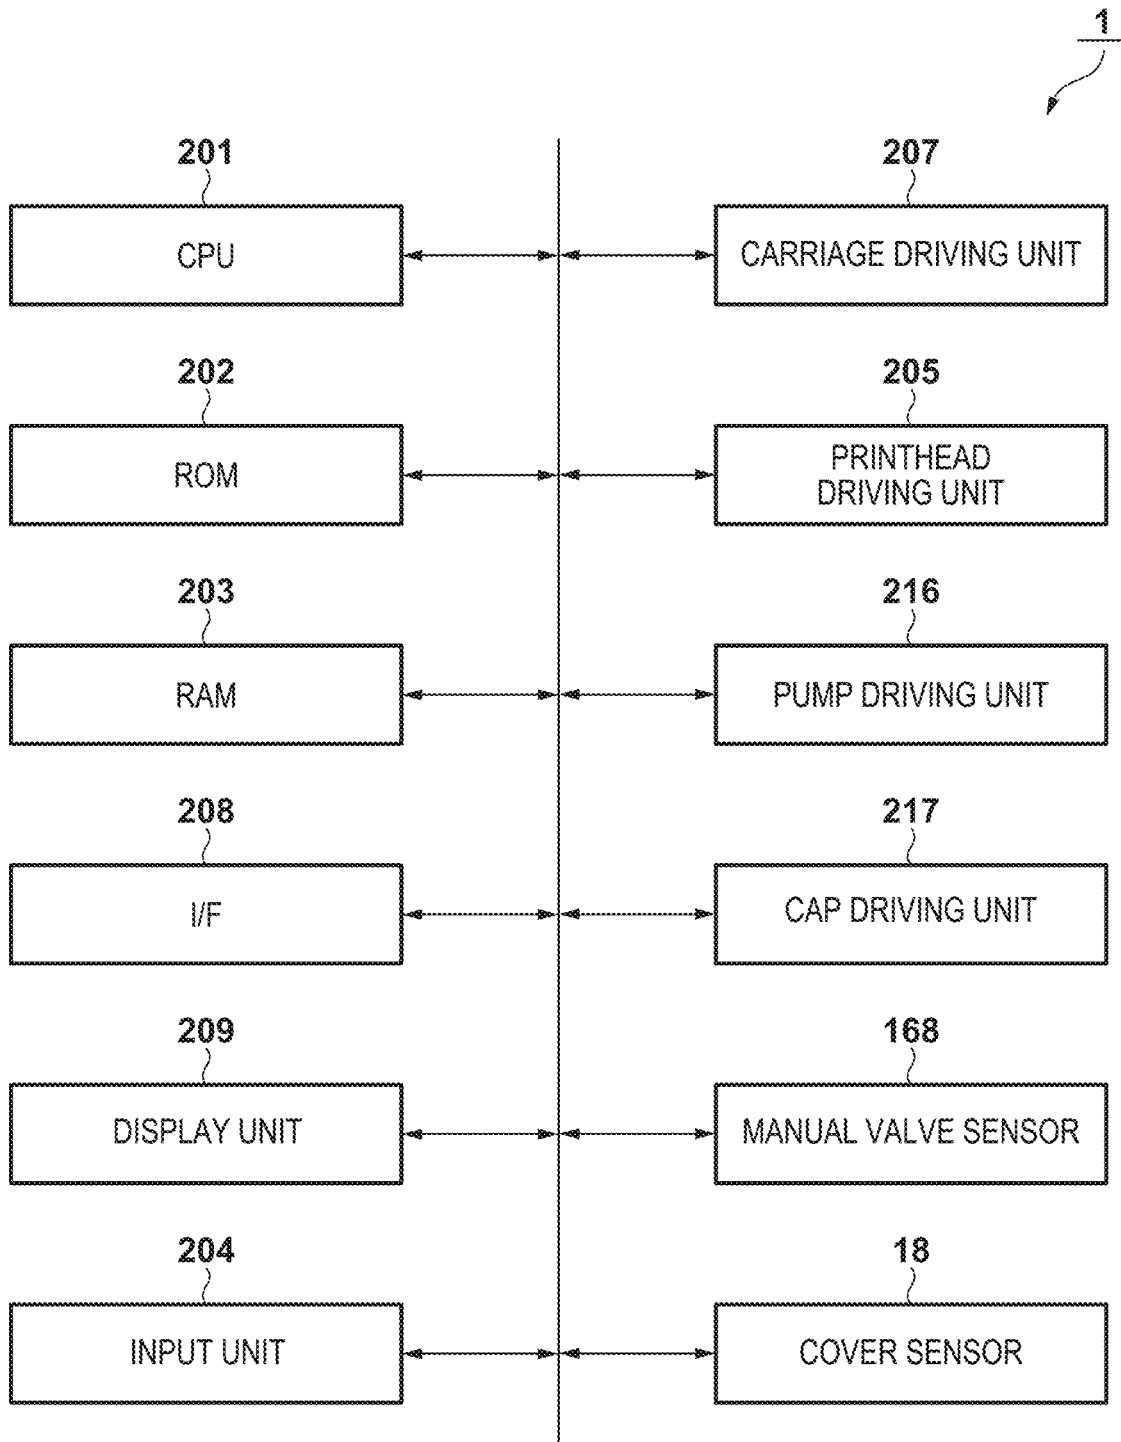 1
201
CPU
207
CARRIAGE DRIVING UNIT
202
ROM
205
PRINTHEAD
DRIVING UNIT
203
RAM
216
PUMP DRIVING UNIT
208
I/F
217
CAP DRIVING UNIT
209
DISPLAY UNIT
168
MANUAL VALVE SENSOR
204
INPUT UNIT
18
COVER SENSOR